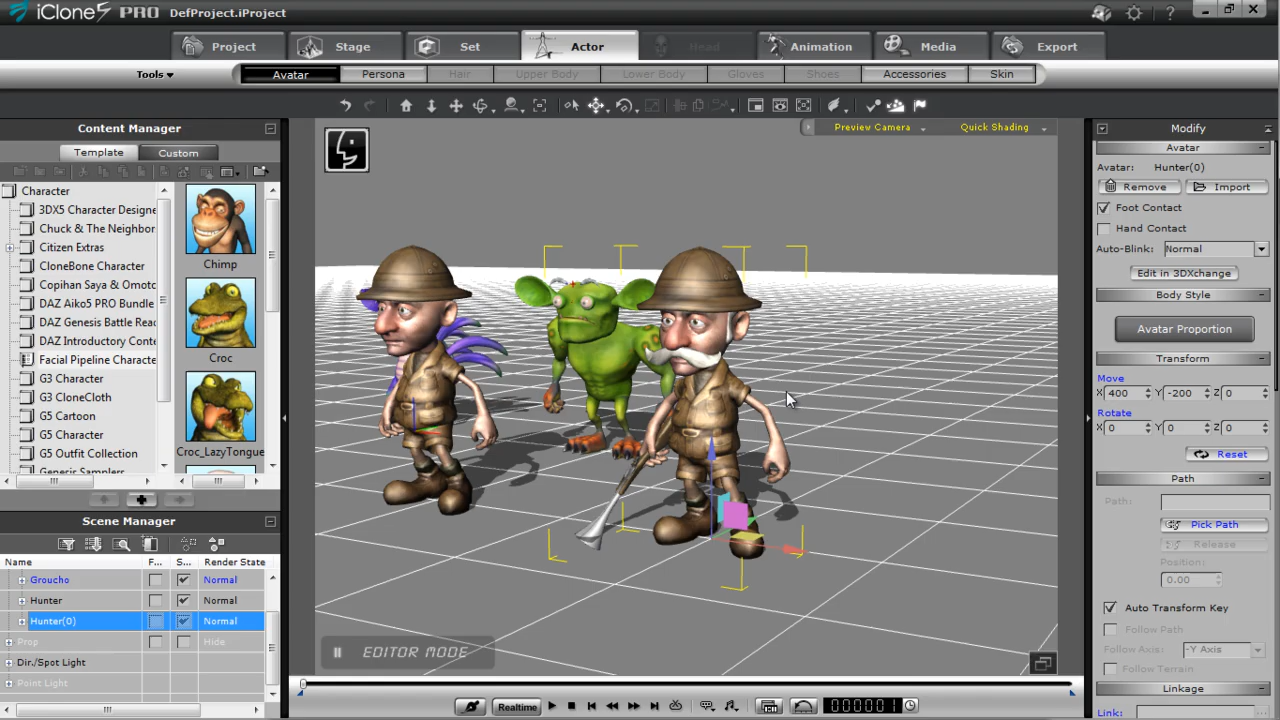 iClone5 PRO DefProject.iProject
Project Stage Set Actor Head Animation Media Export
Tools Avatar Persona Hair Upper Body Lower Body Gloves Shoes Accessories Skin
Content Manager
Template Custom
Character
3DX5 Character Designe
Chuck & The Neighbor
Citizen Extras
CloneBone Character
Copihan Saya & Omoto
DAZ Aiko5 PRO Bundle
DAZ Genesis Battle Rea
DAZ Introductory Conte
Facial Pipeline Characte
G3 Character
G3 CloneCloth
G5 Cartoon
G5 Character
G5 Outfit Collection
Generic Sampler
Chimp
Croc
Croc_LazyTongue
Scene Manager
Name F... S... Render State
Groucho Normal
Hunter Normal
Hunter(0) Normal
Prop Hide
Dir./Spot Light
Point Light
Preview Camera Quick Shading
EDITOR MODE
Realtime 0000001
Modify
Avatar
Avatar: Hunter(0)
Remove Import
Foot Contact
Hand Contact
Auto-Blink: Normal
Edit in 3DXchange
Body Style
Avatar Proportion
Transform
Move
X 400 Y -200 Z 0
Rotate
X 0 Y 0 Z 0
Reset
Path
Path:
Pick Path
Release
Position:
0.00
Auto Transform Key
Follow Path
Follow Axis: -Y Axis
Follow Terrain
Linkage
Link: